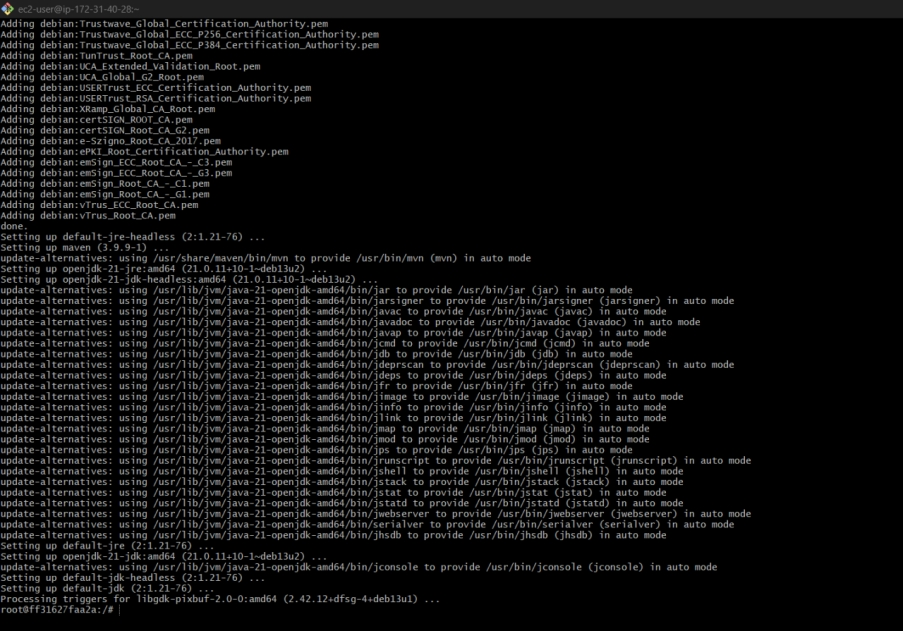 ec2-user@ip-172-31-40-28:~
Adding debian:Trustwave_Global_Certification_Authority.pem
Adding debian:Trustwave_Global_ECC_P256_Certification_Authority.pem
Adding debian:Trustwave_Global_ECC_P384_Certification_Authority.pem
Adding debian:TunTrust_Root_CA.pem
Adding debian:UCA_Extended_Validation_Root.pem
Adding debian:UCA_Global_G2_Root.pem
Adding debian:USERTrust_ECC_Certification_Authority.pem
Adding debian:USERTrust_RSA_Certification_Authority.pem
Adding debian:XRamp_Global_CA_Root.pem
Adding debian:certSIGN_ROOT_CA.pem
Adding debian:certSIGN_Root_CA_G2.pem
Adding debian:e-Szigno_Root_CA_2017.pem
Adding debian:ePKI_Root_Certification_Authority.pem
Adding debian:emSign_ECC_Root_CA_-_C3.pem
Adding debian:emSign_ECC_Root_CA_-_G3.pem
Adding debian:emSign_Root_CA_-_C1.pem
Adding debian:emSign_Root_CA_-_G1.pem
Adding debian:vTrus_ECC_Root_CA.pem
Adding debian:vTrus_Root_CA.pem
done.
Setting up default-jre-headless (2:1.21-76) ...
Setting up maven (3.9.9-1) ...
update-alternatives: using /usr/share/maven/bin/mvn to provide /usr/bin/mvn (mvn) in auto mode
Setting up openjdk-21-jre:amd64 (21.0.11+10-1~deb13u2) ...
Setting up openjdk-21-jdk-headless:amd64 (21.0.11+10-1~deb13u2) ...
update-alternatives: using /usr/lib/jvm/java-21-openjdk-amd64/bin/jar to provide /usr/bin/jar (jar) in auto mode
update-alternatives: using /usr/lib/jvm/java-21-openjdk-amd64/bin/jarsigner to provide /usr/bin/jarsigner (jarsigner) in auto mode
update-alternatives: using /usr/lib/jvm/java-21-openjdk-amd64/bin/javac to provide /usr/bin/javac (javac) in auto mode
update-alternatives: using /usr/lib/jvm/java-21-openjdk-amd64/bin/javadoc to provide /usr/bin/javadoc (javadoc) in auto mode
update-alternatives: using /usr/lib/jvm/java-21-openjdk-amd64/bin/javap to provide /usr/bin/javap (javap) in auto mode
update-alternatives: using /usr/lib/jvm/java-21-openjdk-amd64/bin/jcmd to provide /usr/bin/jcmd (jcmd) in auto mode
update-alternatives: using /usr/lib/jvm/java-21-openjdk-amd64/bin/jdb to provide /usr/bin/jdb (jdb) in auto mode
update-alternatives: using /usr/lib/jvm/java-21-openjdk-amd64/bin/jdeprscan to provide /usr/bin/jdeprscan (jdeprscan) in auto mode
update-alternatives: using /usr/lib/jvm/java-21-openjdk-amd64/bin/jdeps to provide /usr/bin/jdeps (jdeps) in auto mode
update-alternatives: using /usr/lib/jvm/java-21-openjdk-amd64/bin/jfr to provide /usr/bin/jfr (jfr) in auto mode
update-alternatives: using /usr/lib/jvm/java-21-openjdk-amd64/bin/jimage to provide /usr/bin/jimage (jimage) in auto mode
update-alternatives: using /usr/lib/jvm/java-21-openjdk-amd64/bin/jinfo to provide /usr/bin/jinfo (jinfo) in auto mode
update-alternatives: using /usr/lib/jvm/java-21-openjdk-amd64/bin/jlink to provide /usr/bin/jlink (jlink) in auto mode
update-alternatives: using /usr/lib/jvm/java-21-openjdk-amd64/bin/jmap to provide /usr/bin/jmap (jmap) in auto mode
update-alternatives: using /usr/lib/jvm/java-21-openjdk-amd64/bin/jmod to provide /usr/bin/jmod (jmod) in auto mode
update-alternatives: using /usr/lib/jvm/java-21-openjdk-amd64/bin/jps to provide /usr/bin/jps (jps) in auto mode
update-alternatives: using /usr/lib/jvm/java-21-openjdk-amd64/bin/jrunscript to provide /usr/bin/jrunscript (jrunscript) in auto mode
update-alternatives: using /usr/lib/jvm/java-21-openjdk-amd64/bin/jshell to provide /usr/bin/jshell (jshell) in auto mode
update-alternatives: using /usr/lib/jvm/java-21-openjdk-amd64/bin/jstack to provide /usr/bin/jstack (jstack) in auto mode
update-alternatives: using /usr/lib/jvm/java-21-openjdk-amd64/bin/jstat to provide /usr/bin/jstat (jstat) in auto mode
update-alternatives: using /usr/lib/jvm/java-21-openjdk-amd64/bin/jstatd to provide /usr/bin/jstatd (jstatd) in auto mode
update-alternatives: using /usr/lib/jvm/java-21-openjdk-amd64/bin/jwebserver to provide /usr/bin/jwebserver (jwebserver) in auto mode
update-alternatives: using /usr/lib/jvm/java-21-openjdk-amd64/bin/serialver to provide /usr/bin/serialver (serialver) in auto mode
update-alternatives: using /usr/lib/jvm/java-21-openjdk-amd64/bin/jhsdb to provide /usr/bin/jhsdb (jhsdb) in auto mode
Setting up default-jre (2:1.21-76) ...
Setting up openjdk-21-jdk:amd64 (21.0.11+10-1~deb13u2) ...
update-alternatives: using /usr/lib/jvm/java-21-openjdk-amd64/bin/jconsole to provide /usr/bin/jconsole (jconsole) in auto mode
Setting up default-jdk-headless (2:1.21-76) ...
Setting up default-jdk (2:1.21-76) ...
Processing triggers for libgdk-pixbuf-2.0-0:amd64 (2.42.12+dfsg-4+deb13u1) ...
root@ff31627faa2a:/#